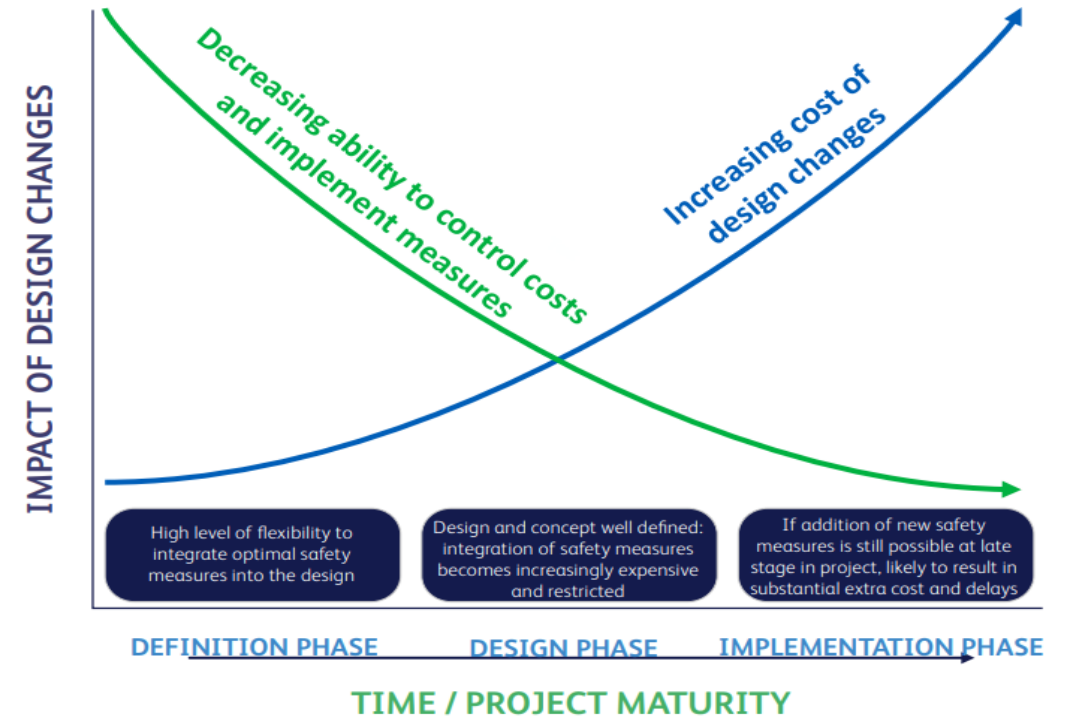 IMPACT OF DESIGN CHANGES
Decreasing ability to control costs
and implement measures
Increasing cost of
design changes
High level of flexibility to
integrate optimal safety
measures into the design
Design and concept well defined:
integration of safety measures
becomes increasingly expensive
and restricted
If addition of new safety
measures is still possible at late
stage in project, likely to result in
substantial extra cost and delays
DEFINITION PHASE
DESIGN PHASE
IMPLEMENTATION PHASE
TIME / PROJECT MATURITY